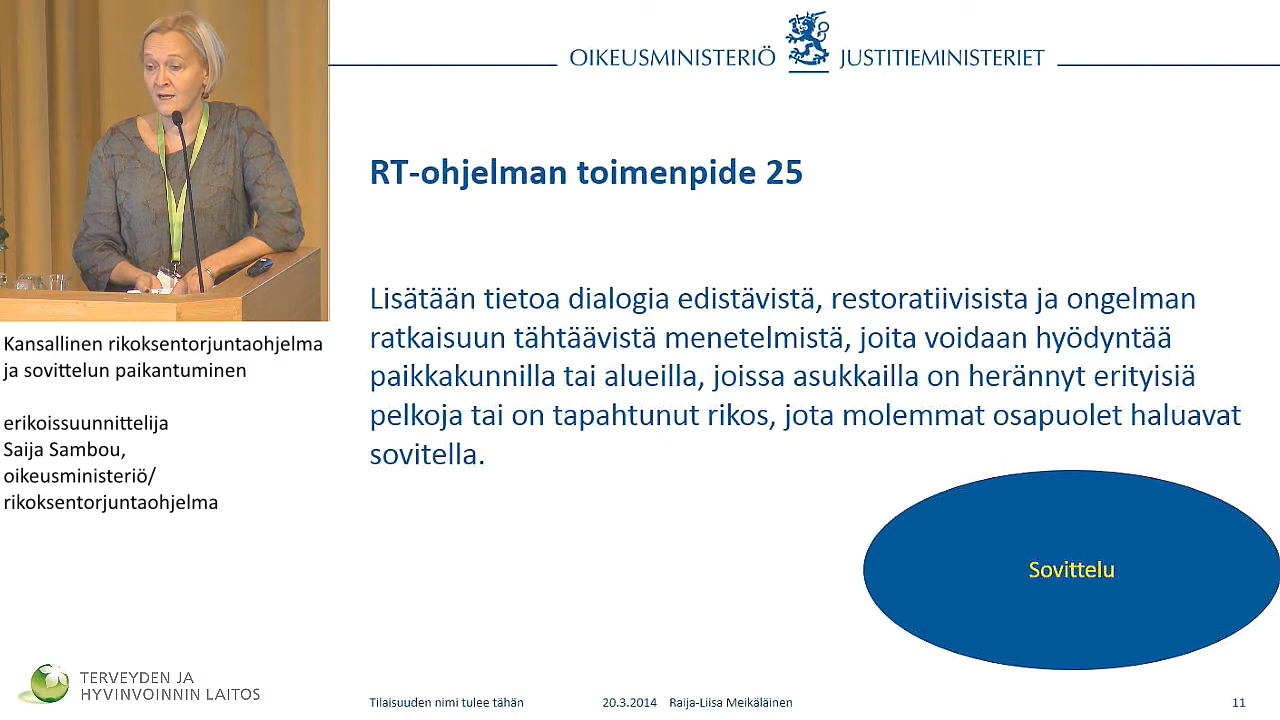 OIKEUSMINISTERIÖ JUSTITIEMINISTERIET
RT-ohjelman toimenpide 25
Lisätään tietoa dialogia edistävistä, restoratiivisista ja ongelman
ratkaisuun tähtäävistä menetelmistä, joita voidaan hyödyntää
paikkakunnilla tai alueilla, joissa asukkailla on herännyt erityisiä
pelkoja tai on tapahtunut rikos, jota molemmat osapuolet haluavat
sovitella.
Sovittelu
Kansallinen rikoksentorjuntaohjelma
ja sovittelun paikantuminen
erikoissuunnittelija
Saija Sambou,
oikeusministeriö/
rikoksentorjuntaohjelma
TERVEYDEN JA
HYVINVOINNIN LAITOS
Tilaisuuden nimi tulee tähän 20.3.2014 Raija-Liisa Meikäläinen 11